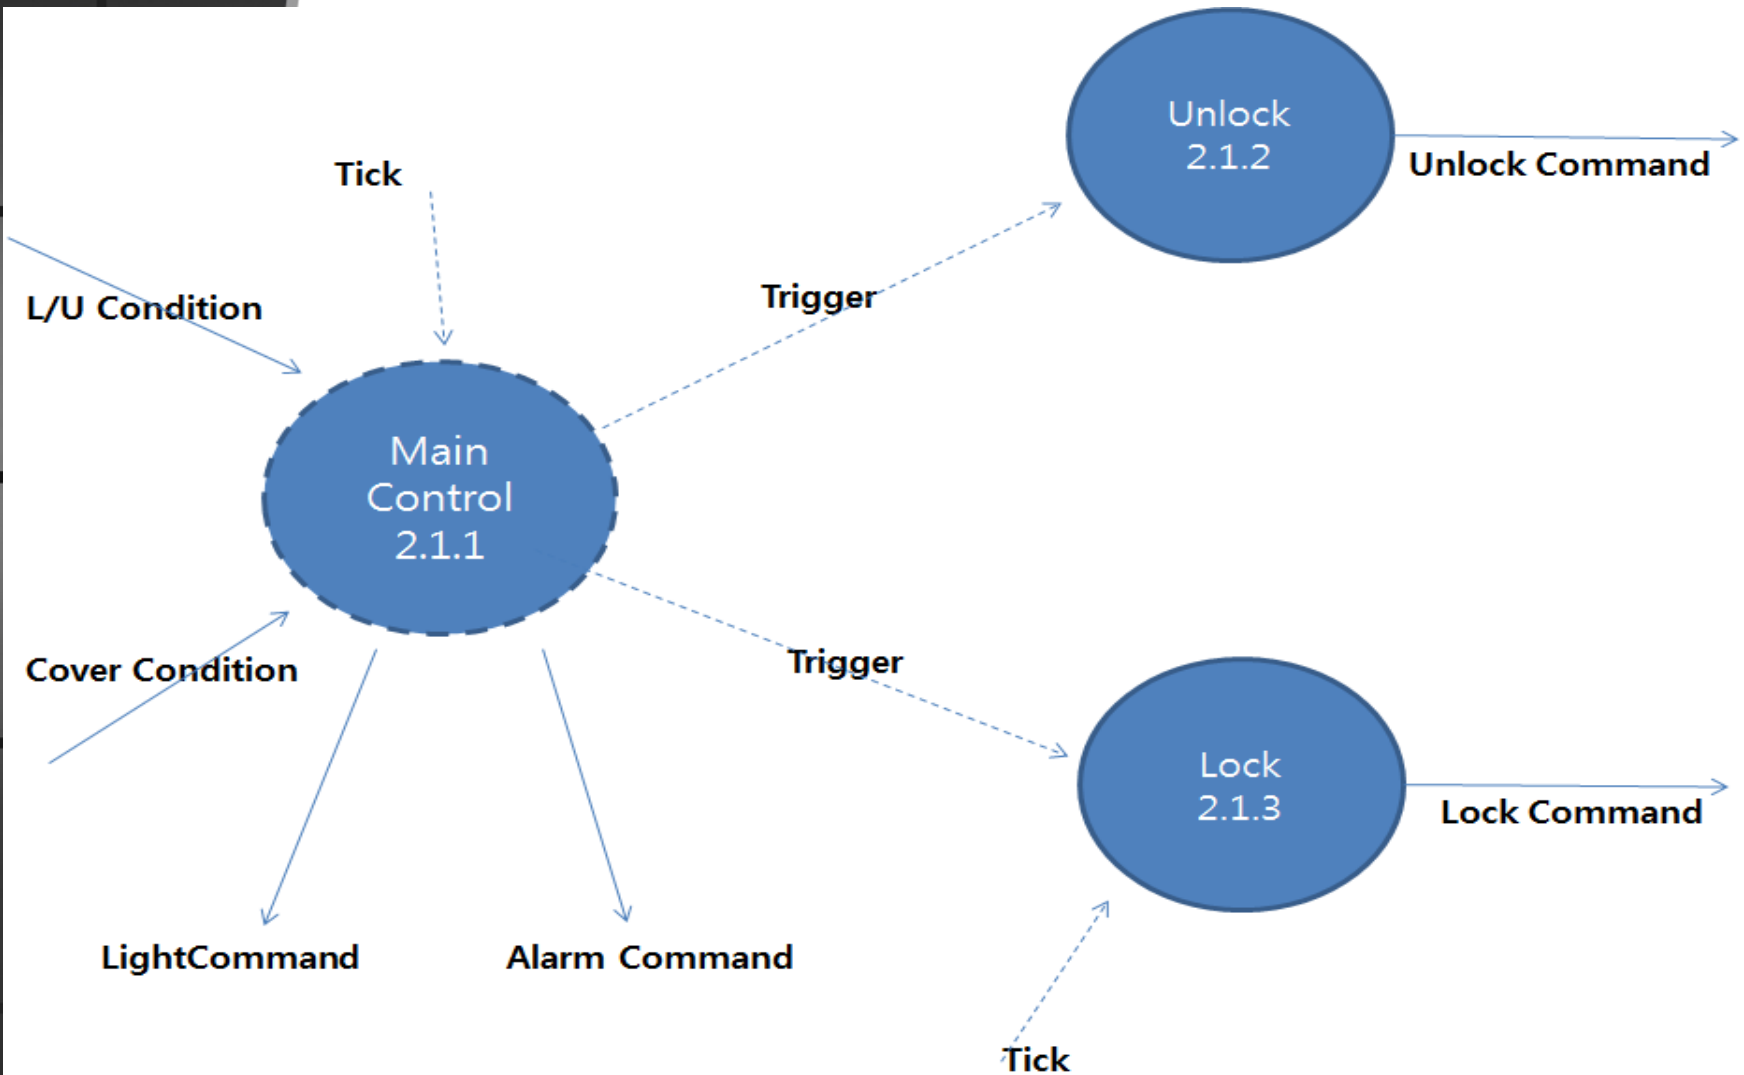 Unlock
2.1.2
Unlock Command
Tick
Trigger
L/U Condition
Main
Control
2.1.1
Cover Condition
Trigger
Lock
2.1.3
Lock Command
LightCommand
Alarm Command
Tick